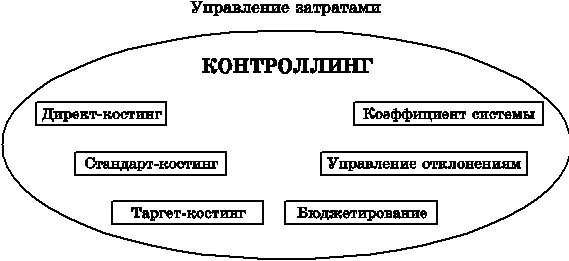 Управление затратами
КОНТРОЛЛИНГ
Директ-костинг
Коэффициент системы
Стандарт-костинг
Управление отклонениям
Таргет-костинг
Бюджетирование